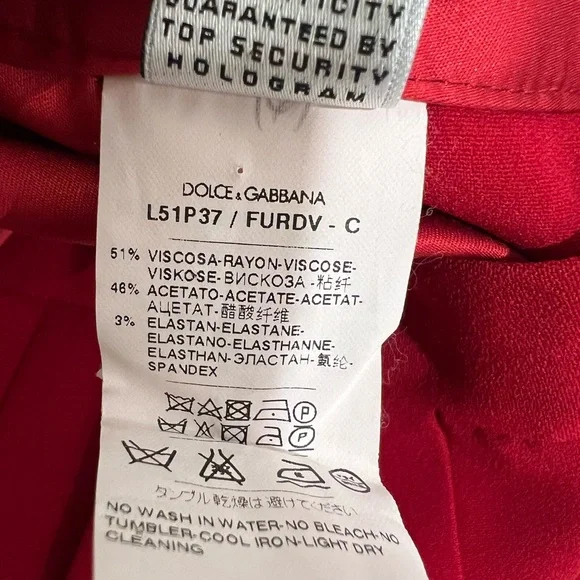 GUARANTEED BY
TOP SECURITY
HOLOGRAM
DOLCE & GABBANA
L51P37 / FURDV - C
51% VISCOSA-RAYON-VISCOSE-
VISKOSE-ВИСКОЗА-粘纤
46% ACETATO-ACETATE-ACETAT-
АЦЕТАТ-醋酸纤维
3% ELASTAN-ELASTANE-
ELASTANO-ELASTHANNE-
ELASTHAN-ЭЛАСТАН-氨纶-
SPANDEX
P
P
タンブル乾燥は避けてください
NO WASH IN WATER-NO BLEACH-NO
TUMBLER-COOL IRON-LIGHT DRY
CLEANING